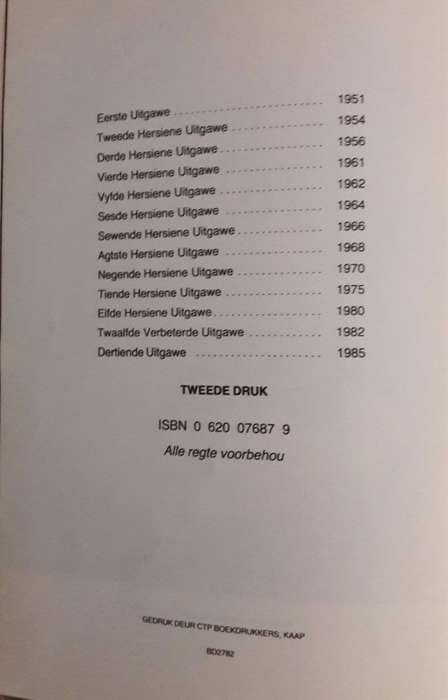 Eerste Uitgawe ........................ 1951
Tweede Hersiene Uitgawe ............... 1954
Derde Hersiene Uitgawe ................ 1956
Vierde Hersiene Uitgawe ............... 1961
Vyfde Hersiene Uitgawe ................ 1962
Sesde Hersiene Uitgawe ................ 1964
Sewende Hersiene Uitgawe .............. 1966
Agtste Hersiene Uitgawe ............... 1968
Negende Hersiene Uitgawe .............. 1970
Tiende Hersiene Uitgawe ............... 1975
Elfde Hersiene Uitgawe ................ 1980
Twaalfde Verbeterde Uitgawe ........... 1982
Dertiende Uitgawe ..................... 1985
TWEEDE DRUK
ISBN 0 620 07687 9
Alle regte voorbehou
GEDRUK DEUR CTP BOEKDRUKKERS, KAAP
BD2782